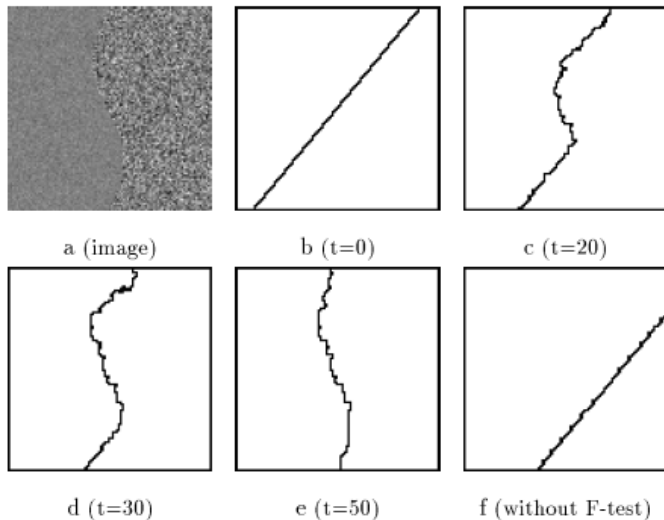 a (image)
b (t=0)
c (t=20)
d (t=30)
e (t=50)
f (without F-test)